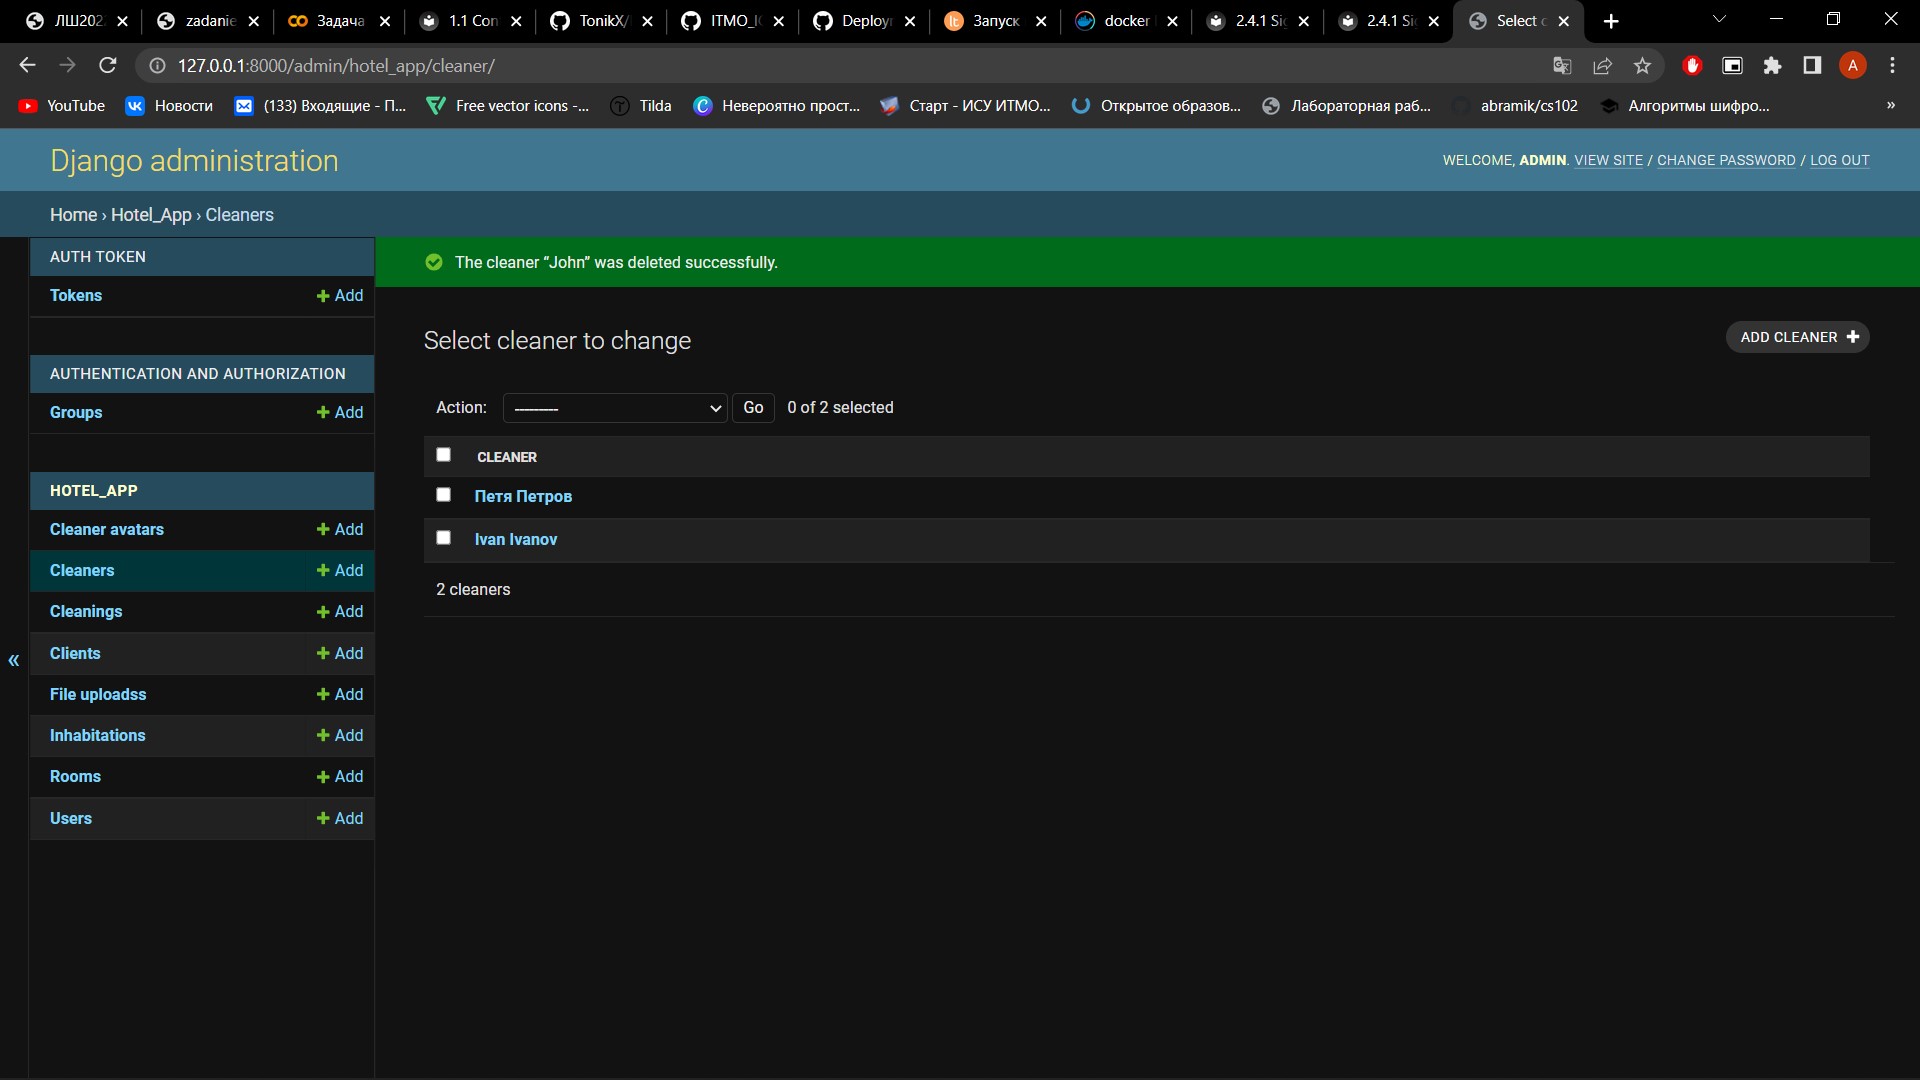 ЛШ202 zadanie Задача 1.1 Con TonikX/ ITMO_IC Deploy Запуск docker 2.4.1 Sig 2.4.1 Sig Select c
127.0.0.1:8000/admin/hotel_app/cleaner/
A
YouTube Новости (133) Входящие - П... Free vector icons -... Tilda Невероятно прост... Старт - ИСУ ИТМО... Открытое образов... Лабораторная раб... abramik/cs102 Алгоритмы шифро... »
Django administration
WELCOME, ADMIN. VIEW SITE / CHANGE PASSWORD / LOG OUT
Home › Hotel_App › Cleaners
AUTH TOKEN
Tokens Add
AUTHENTICATION AND AUTHORIZATION
Groups Add
HOTEL_APP
Cleaner avatars Add
Cleaners Add
Cleanings Add
Clients Add
File uploadss Add
Inhabitations Add
Rooms Add
Users Add
«
The cleaner “John” was deleted successfully.
Select cleaner to change
ADD CLEANER
Action: --------- Go 0 of 2 selected
CLEANER
Петя Петров
Ivan Ivanov
2 cleaners